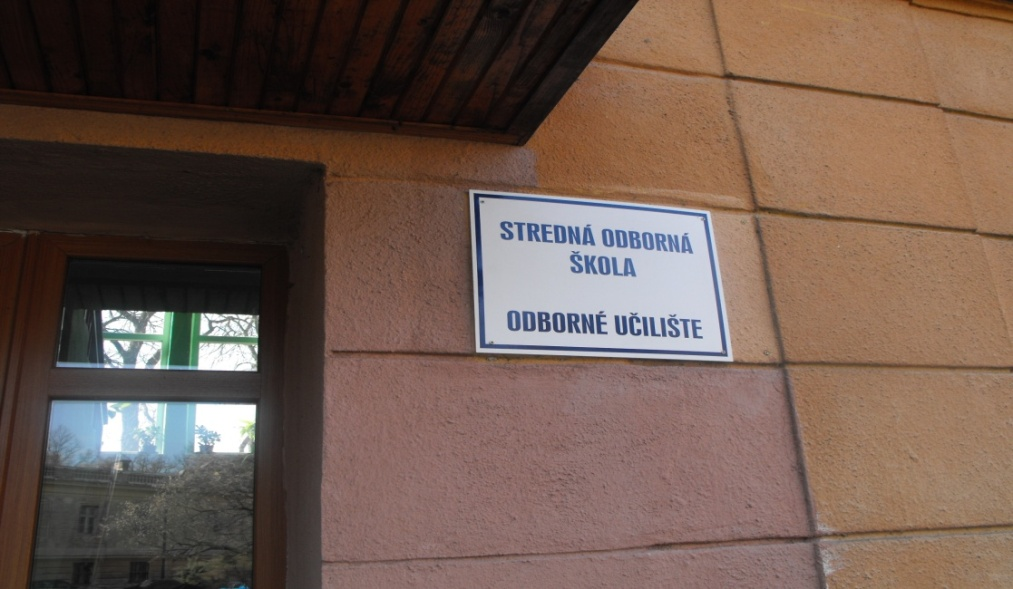 STREDNÁ ODBORNÁ
ŠKOLA
ODBORNÉ UČILIŠTE